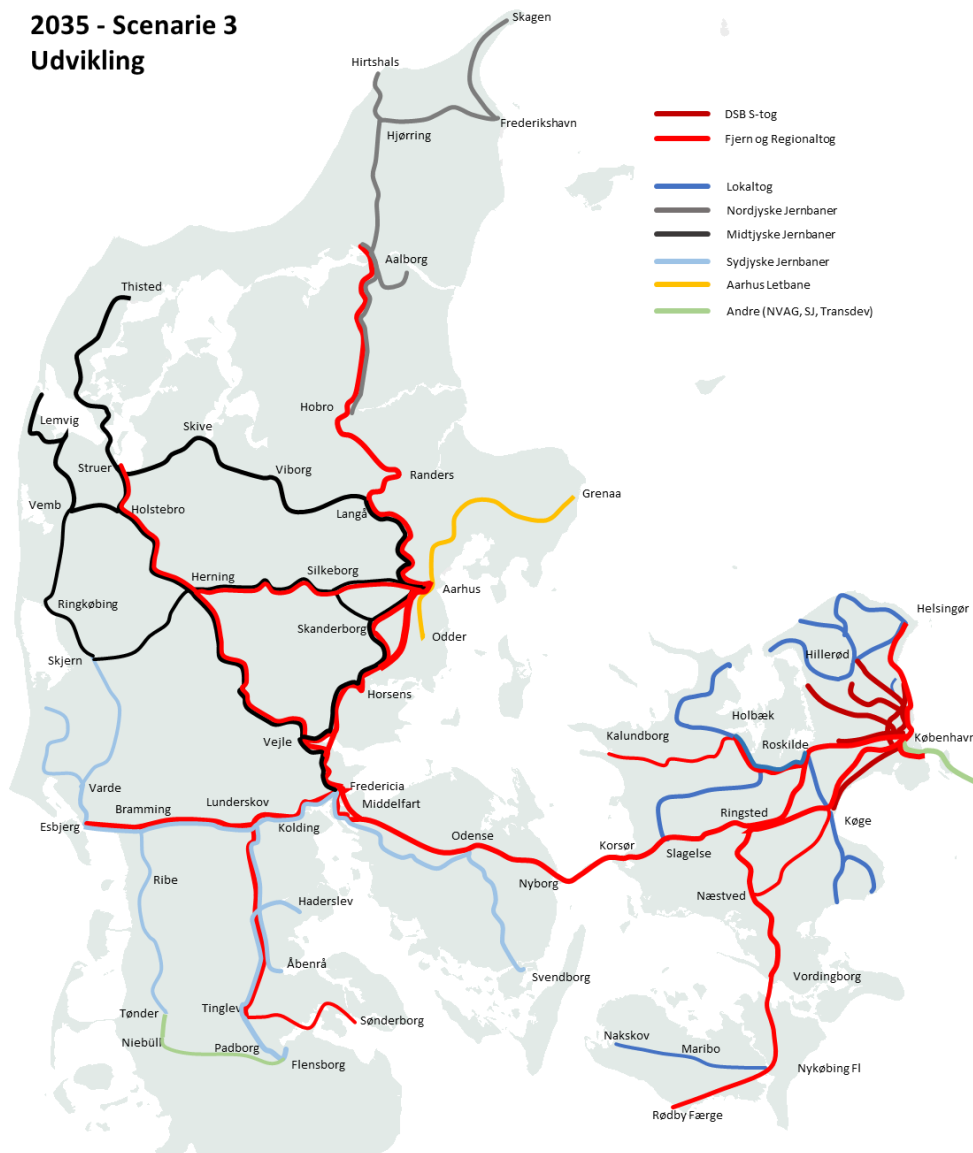 2035 - Scenarie 3
Udvikling
Skagen
Hirtshals
Frederikshavn
Hjørring
DSB S-tog
Fjern og Regionaltog
Lokaltog
Nordjyske Jernbaner
Midtjyske Jernbaner
Sydjyske Jernbaner
Aarhus Letbane
Andre (NVAG, SJ, Transdev)
Aalborg
Thisted
Hobro
Lemvig
Skive
Struer
Viborg
Randers
Grenaa
Vemb
Holstebro
Langå
Herning
Silkeborg
Aarhus
Ringkøbing
Skanderborg
Odder
Skjern
Horsens
Helsingør
Hillerød
Holbæk
Kalundborg
Roskilde
København
Vejle
Varde
Fredericia
Bramming
Lunderskov
Middelfart
Esbjerg
Kolding
Odense
Korsør
Ringsted
Slagelse
Køge
Nyborg
Ribe
Næstved
Haderslev
Åbenrå
Svendborg
Vordingborg
Tønder
Tinglev
Sønderborg
Niebüll
Padborg
Flensborg
Nakskov
Maribo
Nykøbing Fl
Rødby Færge